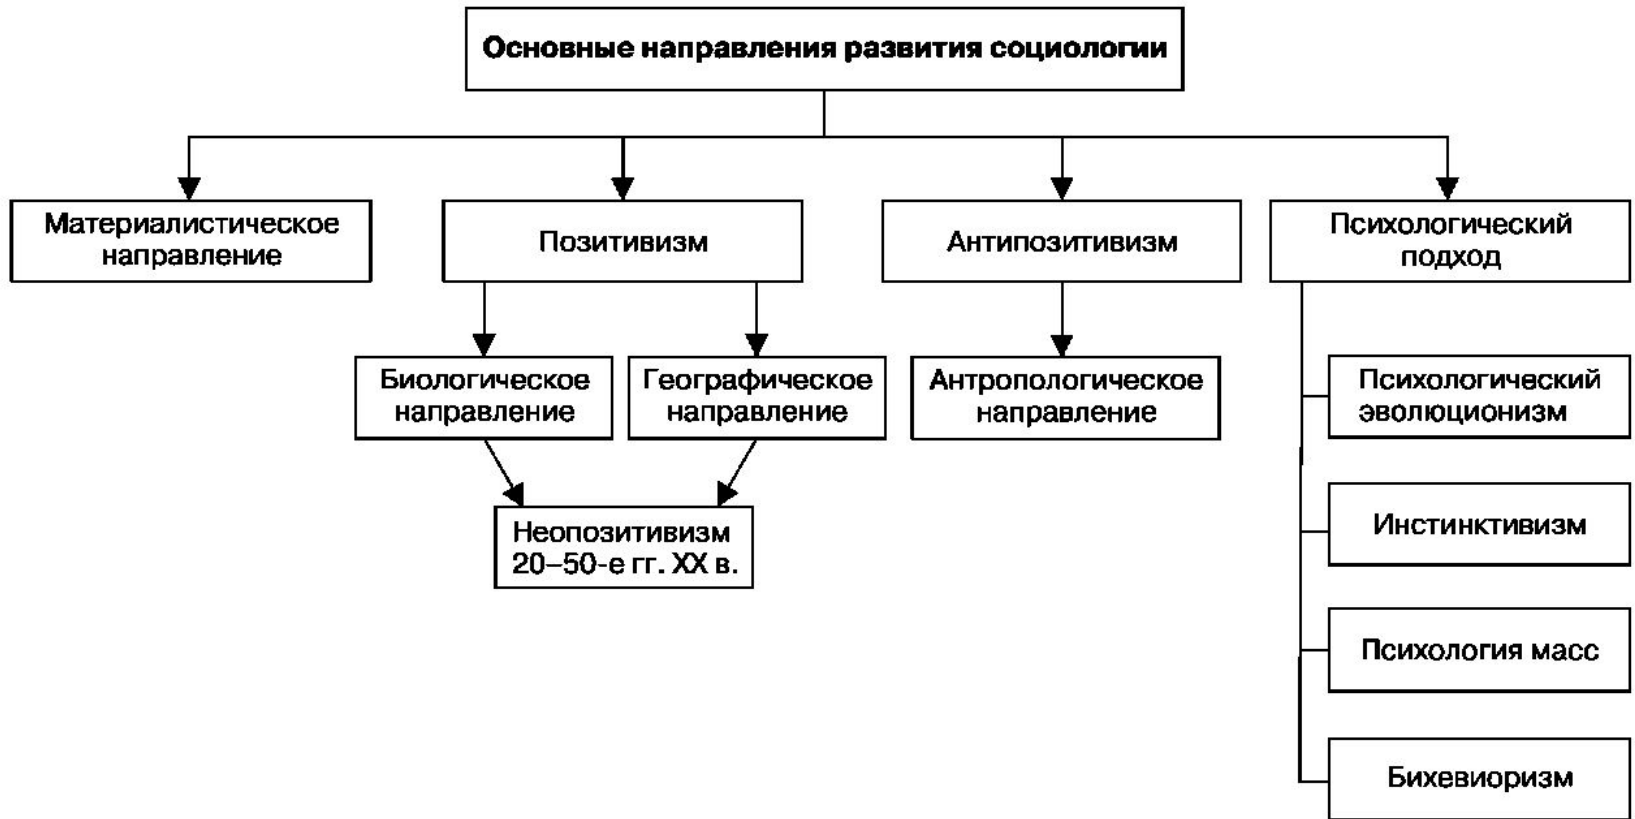 Основные направления развития социологии
Материалистическое
направление
Позитивизм
Антипозитивизм
Психологический
подход
Биологическое
направление
Географическое
направление
Антропологическое
направление
Психологический
эволюционизм
Неопозитивизм
20–50-е гг. XX в.
Инстинктивизм
Психология масс
Бихевиоризм